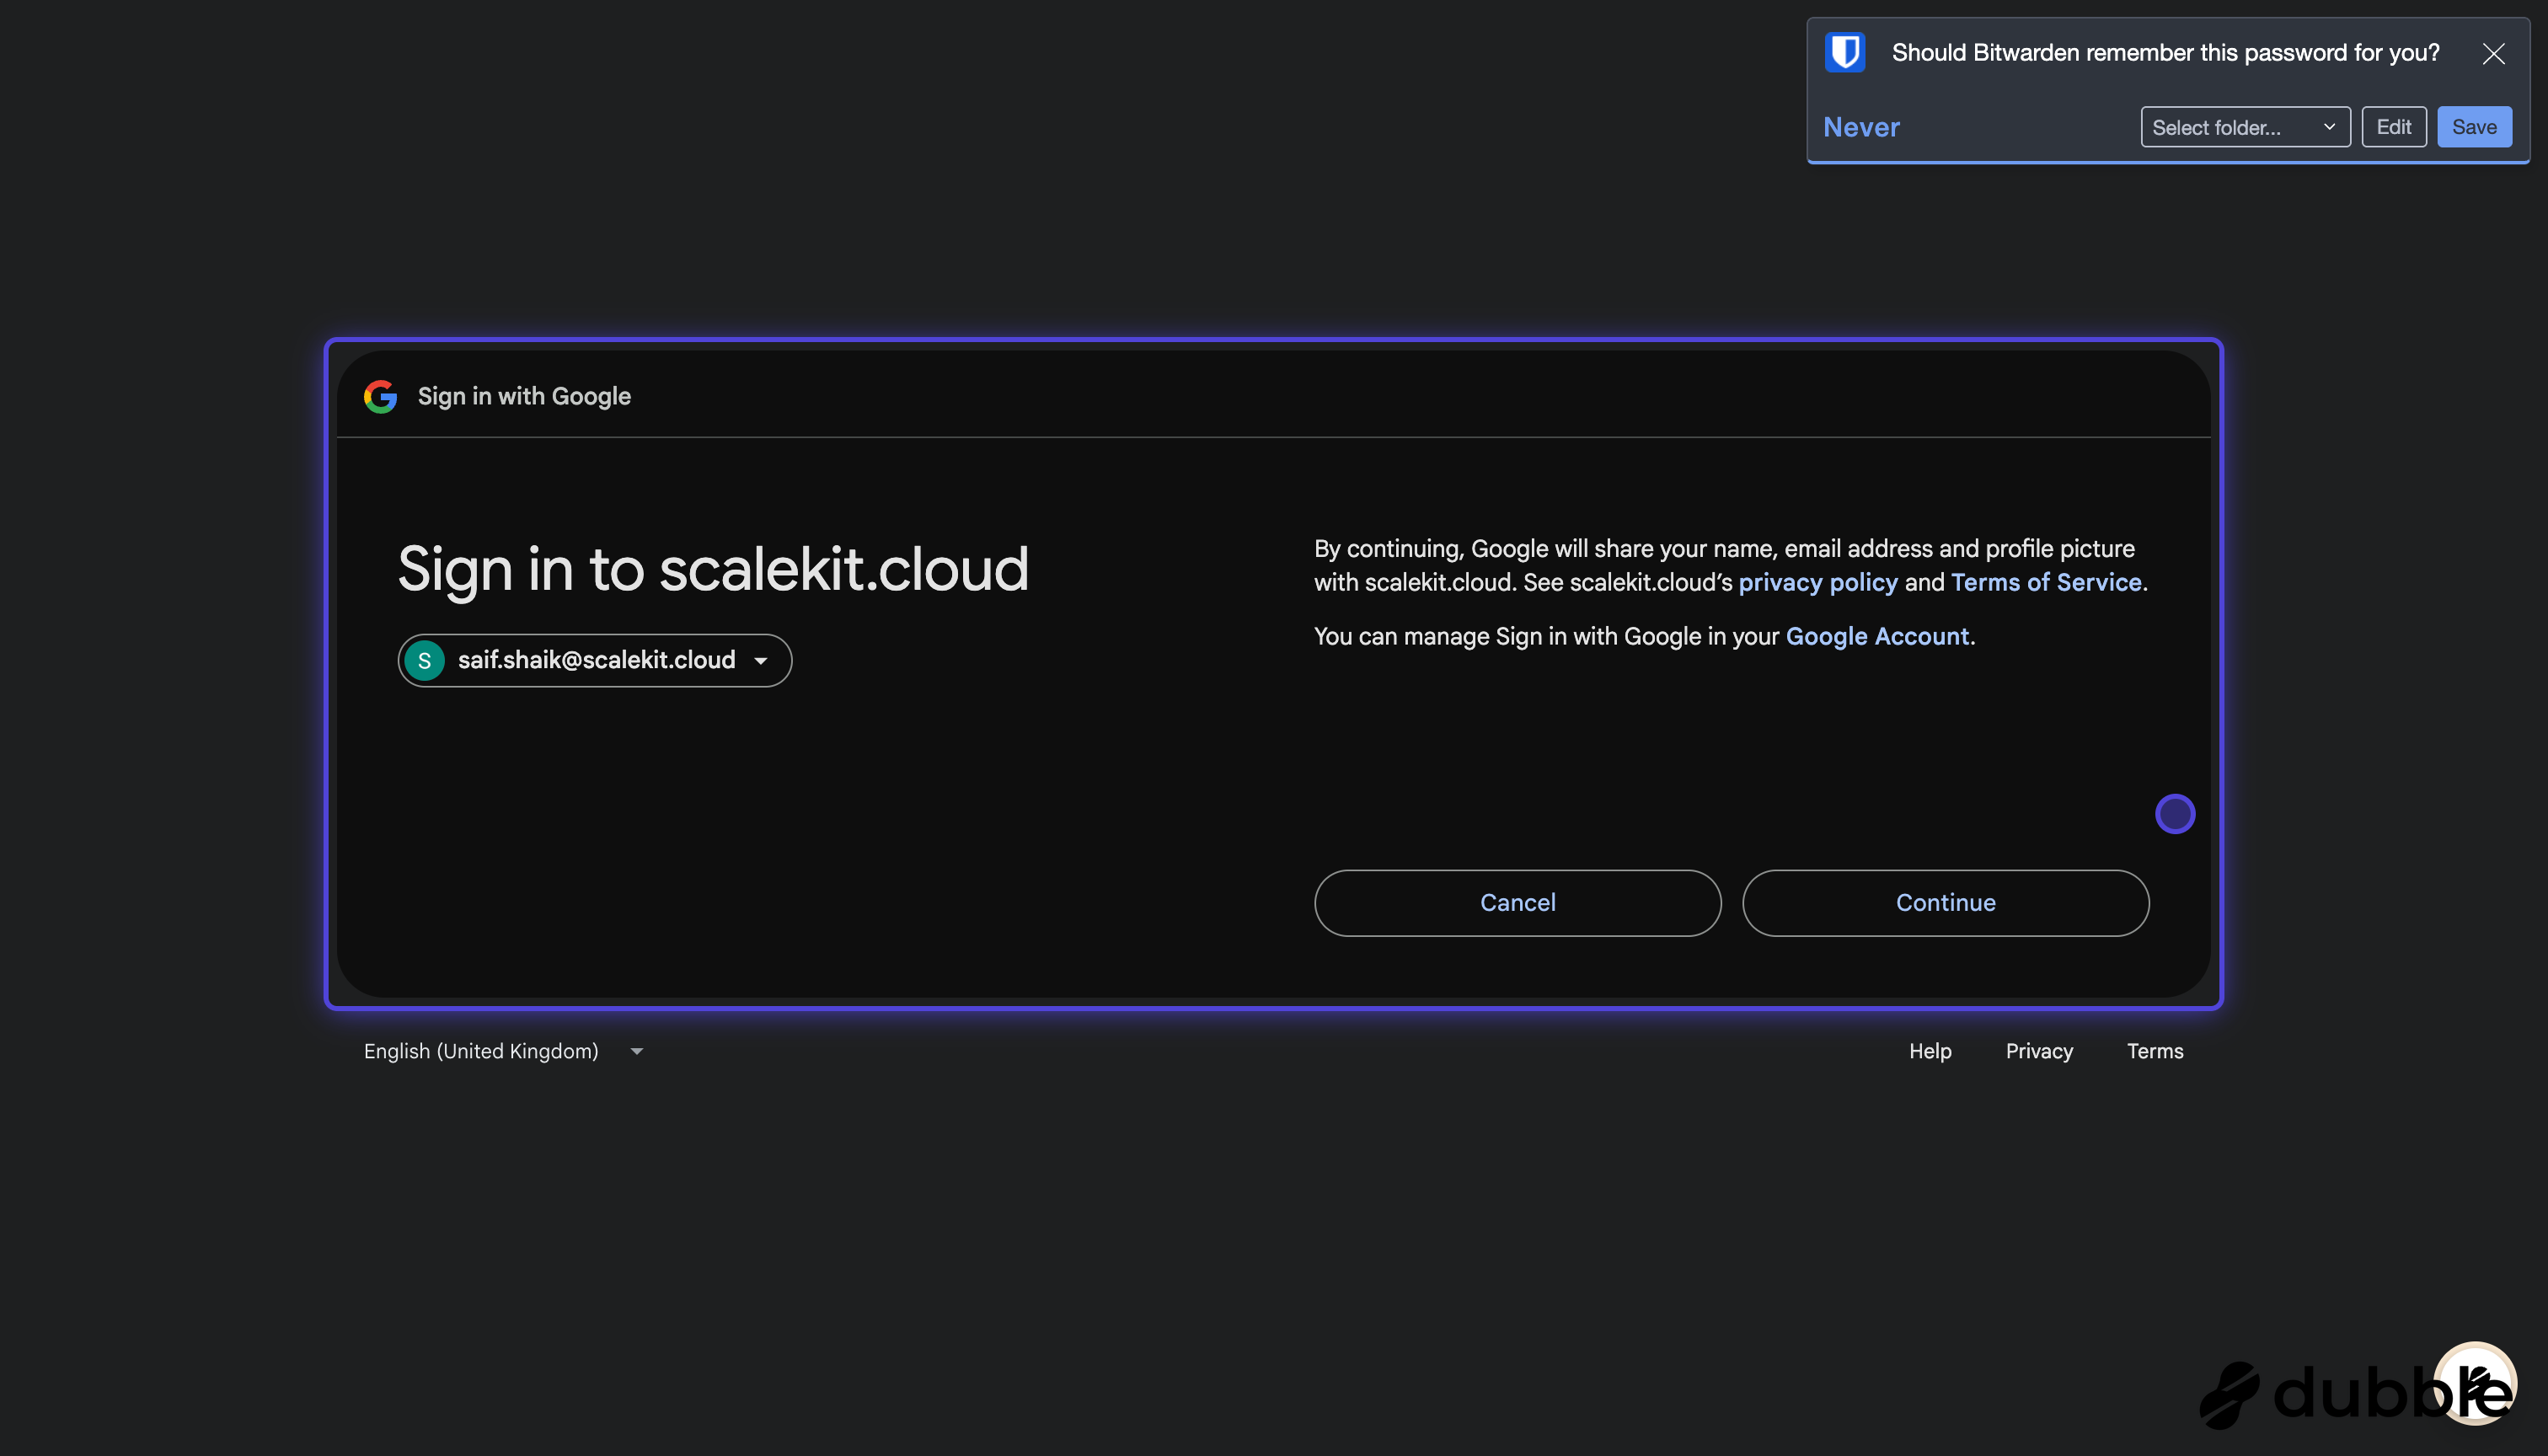 Should Bitwarden remember this password for you?
Never
Select folder...
Edit
Save
Sign in with Google
Sign in to scalekit.cloud
S
saif.shaik@scalekit.cloud
By continuing, Google will share your name, email address and profile picture
with scalekit.cloud. See scalekit.cloud’s privacy policy and Terms of Service.
You can manage Sign in with Google in your Google Account.
Cancel
Continue
English (United Kingdom)
Help
Privacy
Terms
dubble